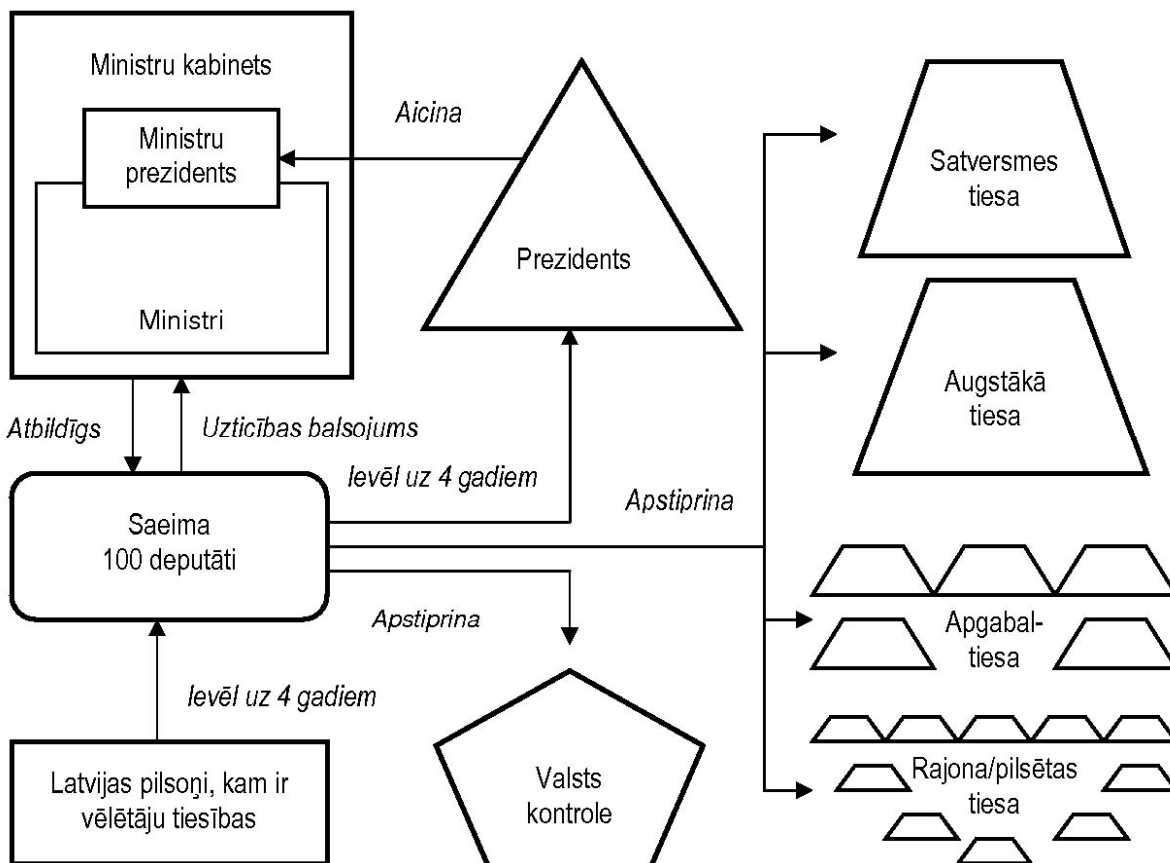 Ministru kabinets
Ministru
prezidents
Ministri
Aicina
Prezidents
Satversmes
tiesa
Augstākā
tiesa
Atbildīgs
Uzticības balsojums
Ievēl uz 4 gadiem
Apstiprina
Saeima
100 deputāti
Apstiprina
Apgabal-
tiesa
Ievēl uz 4 gadiem
Latvijas pilsoņi, kam ir
vēlētāju tiesības
Valsts
kontrole
Rajona/pilsētas
tiesa